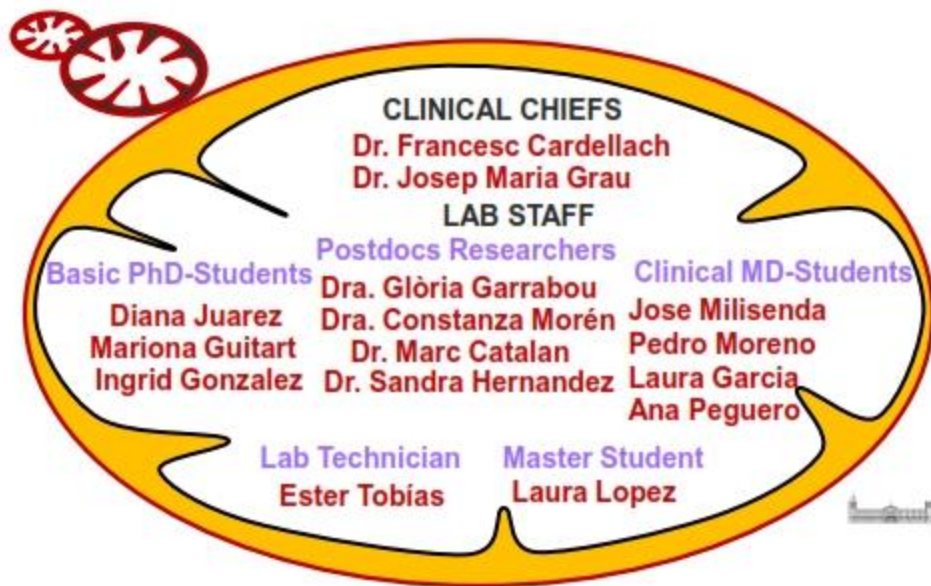 CLINICAL CHIEFS
Dr. Francesc Cardellach
Dr. Josep Maria Grau
LAB STAFF
Postdocs Researchers
Dra. Glòria Garrabou
Dra. Constanza Morén
Dr. Marc Catalan
Dr. Sandra Hernandez
Basic PhD-Students
Diana Juarez
Mariona Guitart
Ingrid Gonzalez
Clinical MD-Students
Jose Milisenda
Pedro Moreno
Laura Garcia
Ana Peguero
Lab Technician
Ester Tobías
Master Student
Laura Lopez